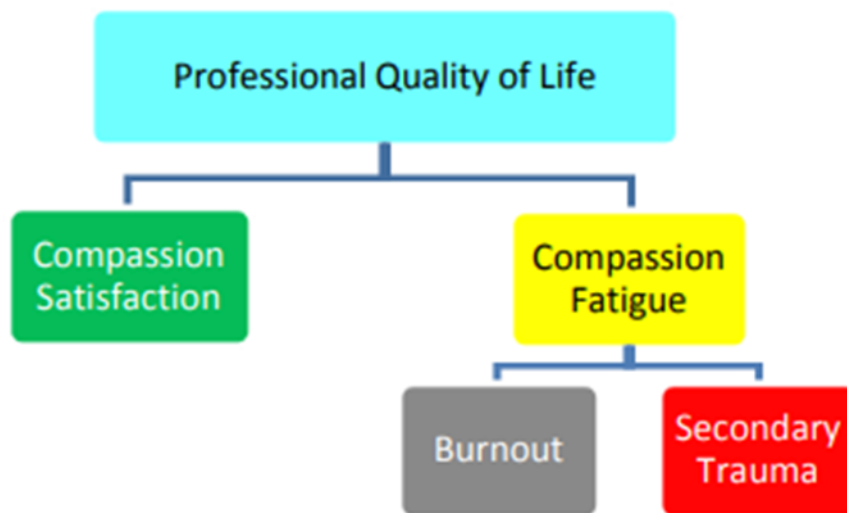 Professional Quality of Life
Compassion
Satisfaction
Compassion
Fatigue
Burnout
Secondary
Trauma